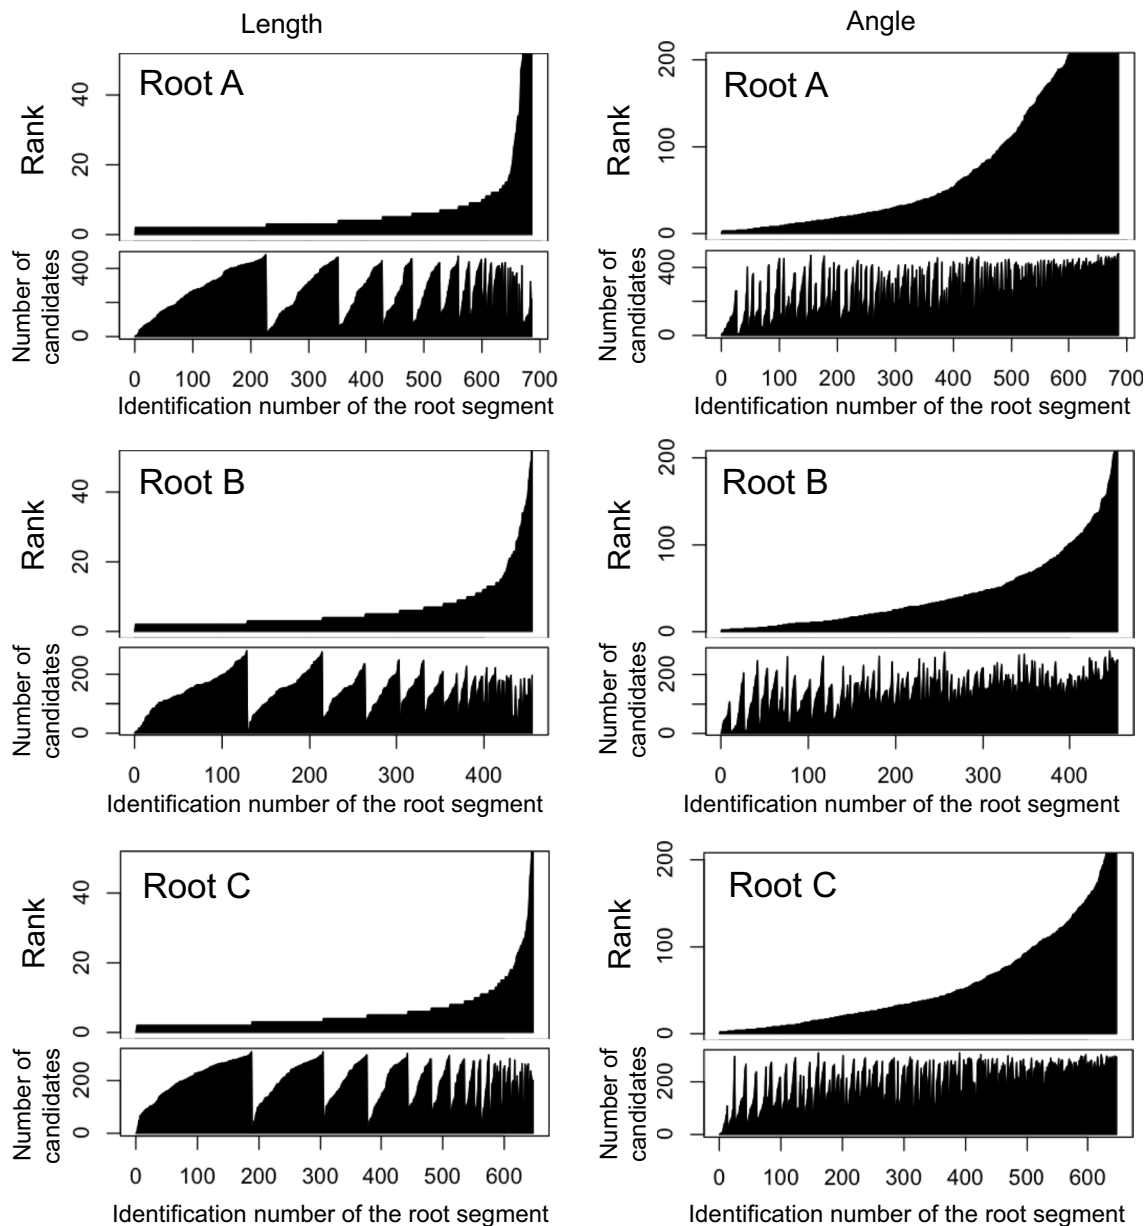 Length
Angle
Root A
Rank
0 20 40
Number of
candidates
0 400
0 100 200 300 400 500 600 700
Identification number of the root segment
Root A
Rank
0 100 200
Number of
candidates
0 400
0 100 200 300 400 500 600 700
Identification number of the root segment
Root B
Rank
0 20 40
Number of
candidates
0 200
0 100 200 300 400
Identification number of the root segment
Root B
Rank
0 100 200
Number of
candidates
0 200
0 100 200 300 400
Identification number of the root segment
Root C
Rank
0 20 40
Number of
candidates
0 200
0 100 200 300 400 500 600
Identification number of the root segment
Root C
Rank
0 100 200
Number of
candidates
0 200
0 100 200 300 400 500 600
Identification number of the root segment